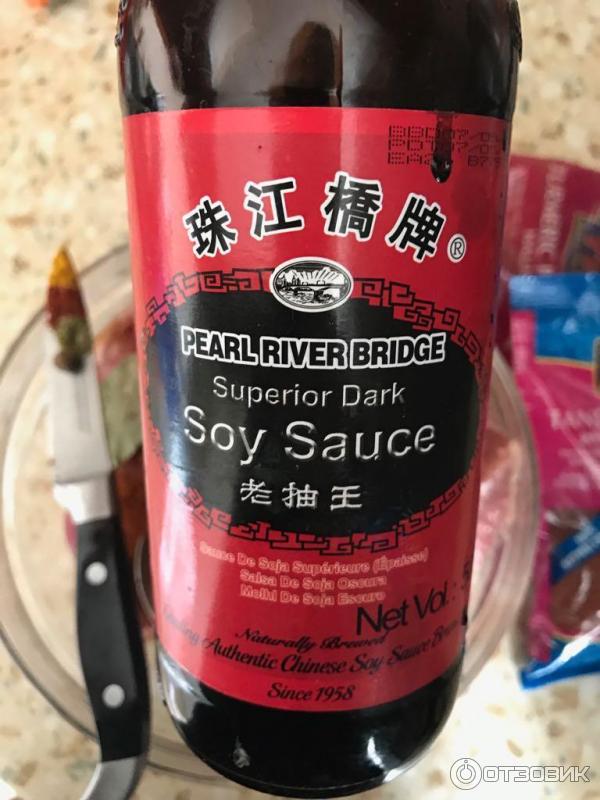 珠江橋牌®
PEARL RIVER BRIDGE
Superior Dark
Soy Sauce
老抽王
Sauce De Soja Supérieure (Épaisse)
Salsa De Soja Oscura
Molhl De Soja Escuro
Net Vol.:
Naturally Brewed
Authentic Chinese Soy Sauce
Since 1958
ОТЗОВИК